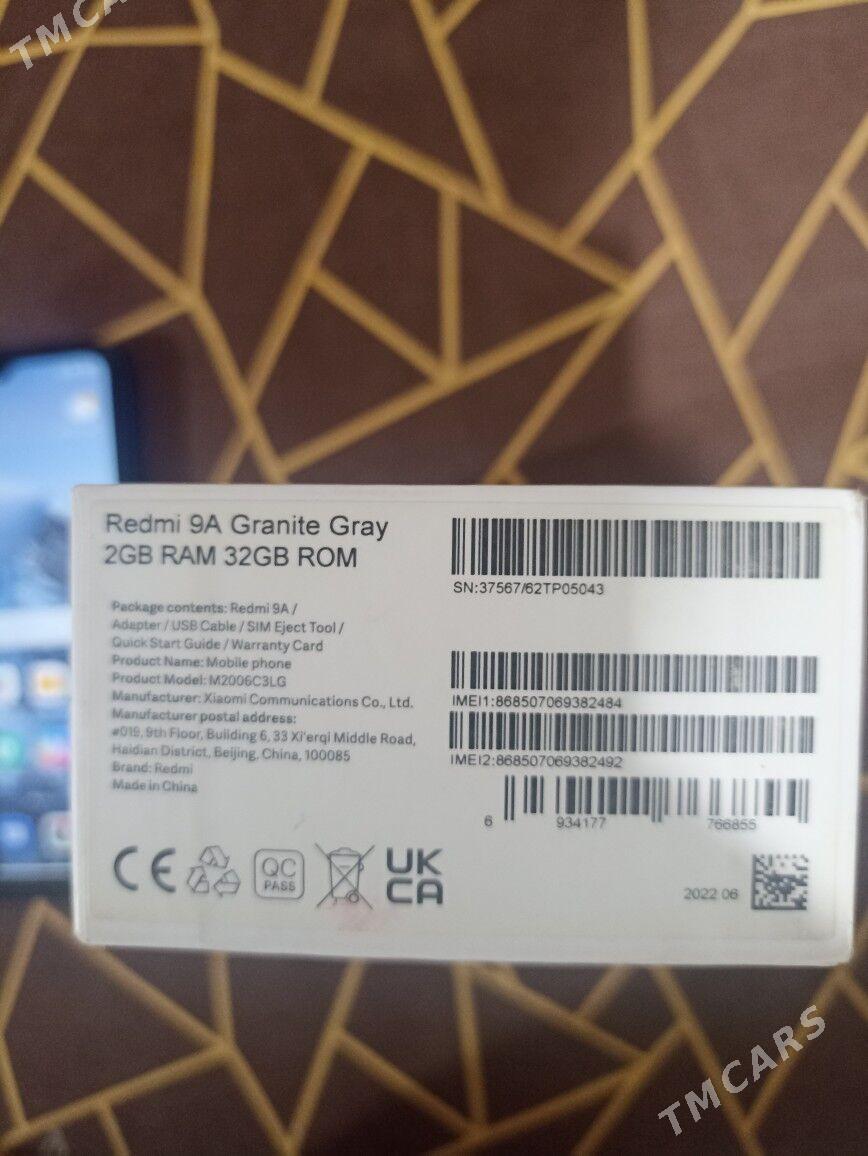 TMCA
Redmi 9A Granite Gray
2GB RAM 32GB ROM
Package contents: Redmi 9A /
Adapter / USB Cable / SIM Eject Tool /
Quick Start Guide / Warranty Card
Product Name: Mobile phone
Product Model: M2006C3LG
Manufacturer: Xiaomi Communications Co., Ltd.
Manufacturer postal address:
#019, 9th Floor, Building 6, 33 Xi'erqi Middle Road,
Haidian District, Beijing, China, 100085
Brand: Redmi
Made in China
SN:37567/62TP05043
IMEI1:868507069382484
IMEI2:868507069382492
6 934177 766855
CE
QC
PASS
UK
CA
2022 06
TMCARS